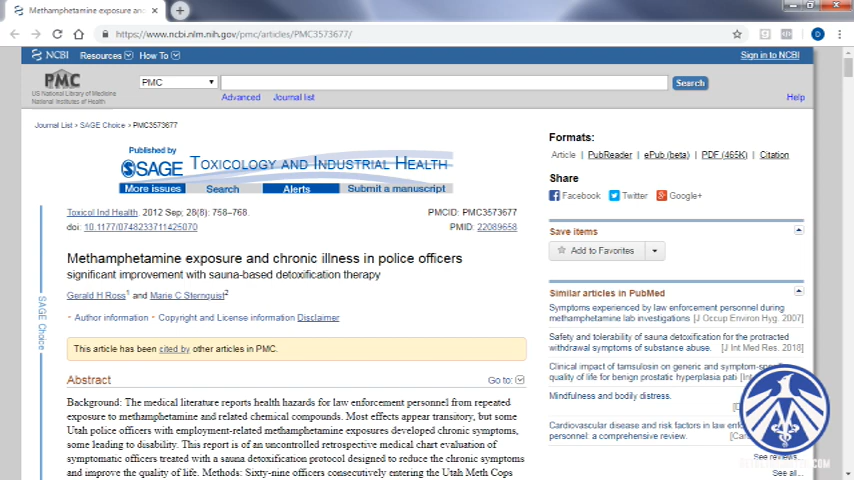 Methamphetamine exposure and
https://www.ncbi.nlm.nih.gov/pmc/articles/PMC3573677/
NCBI Resources How To Sign in to NCBI
PMC
US National Library of Medicine
National Institutes of Health
PMC
Search
Advanced Journal list
Help
Journal List > SAGE Choice > PMC3573677
Published by
SAGE TOXICOLOGY AND INDUSTRIAL HEALTH
More issues Search Alerts Submit a manuscript
Toxicol Ind Health. 2012 Sep; 28(8): 758–768.
PMCID: PMC3573677
doi: 10.1177/0748233711425070
PMID: 22089658
Methamphetamine exposure and chronic illness in police officers
significant improvement with sauna-based detoxification therapy
Gerald H Ross1 and Marie C Sternquist2
Author information Copyright and License information Disclaimer
This article has been cited by other articles in PMC.
SAGE Choice
Abstract
Go to:
Background: The medical literature reports health hazards for law enforcement personnel from repeated
exposure to methamphetamine and related chemical compounds. Most effects appear transitory, but some
Utah police officers with employment-related methamphetamine exposures developed chronic symptoms,
some leading to disability. This report is of an uncontrolled retrospective medical chart evaluation of
symptomatic officers treated with a sauna detoxification protocol designed to reduce the chronic symptoms
and improve the quality of life. Methods: Sixty-nine officers consecutively entering the Utah Meth Cops
Formats:
Article | PubReader | ePub (beta) | PDF (465K) | Citation
Share
Facebook Twitter Google+
Save items
Add to Favorites
Similar articles in PubMed
Symptoms experienced by law enforcement personnel during
methamphetamine lab investigations [J Occup Environ Hyg. 2007]
Safety and tolerability of sauna detoxification for the protracted
withdrawal symptoms of substance abuse. [J Int Med Res. 2018]
Clinical impact of tamsulosin on generic and symptom-
quality of life for benign prostatic hyperplasia pati
Mindfulness and bodily distress.
Cardiovascular disease and risk factors in law
personnel: a comprehensive review.
See reviews...
See all...